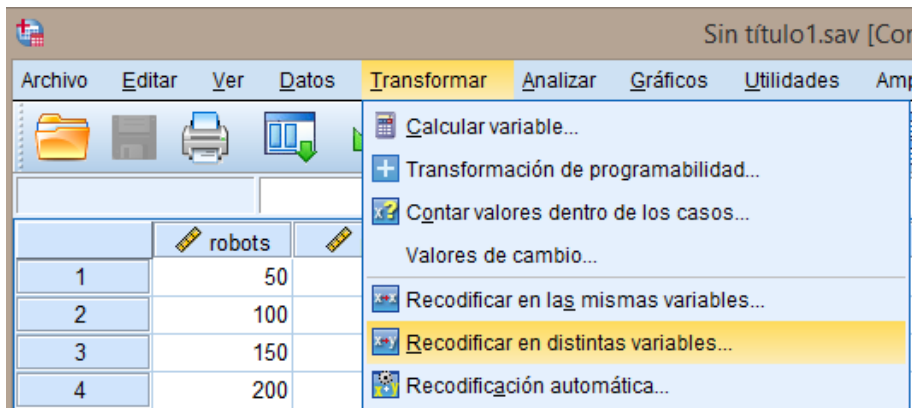 Sin título1.sav [Con
Archivo Editar Ver Datos Transformar Analizar Gráficos Utilidades Amp
Calcular variable...
Transformación de programabilidad...
Contar valores dentro de los casos...
robots
Valores de cambio...
1 50
Recodificar en las mismas variables...
2 100
3 150
Recodificar en distintas variables...
4 200
Recodificación automática...